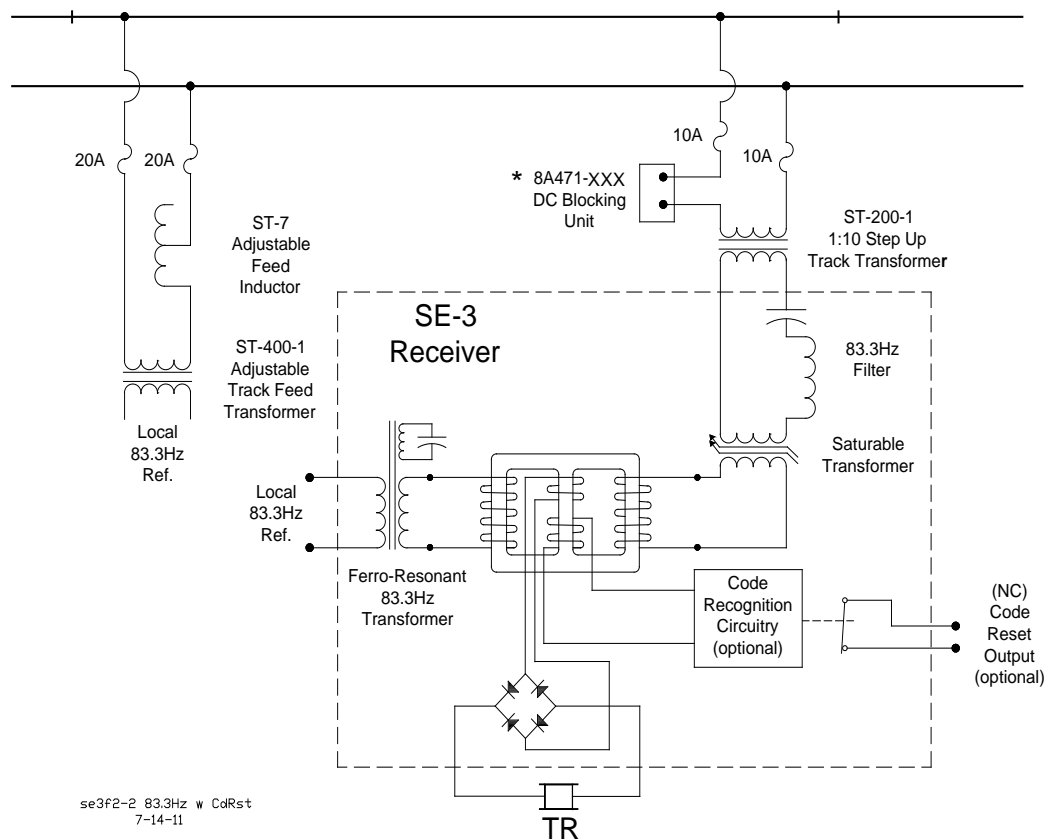 20A
20A
10A
10A
* 8A471-XXX
DC Blocking
Unit
ST-7
Adjustable
Feed
Inductor
ST-200-1
1:10 Step Up
Track Transformer
SE-3
Receiver
ST-400-1
Adjustable
Track Feed
Transformer
83.3Hz
Filter
Local
83.3Hz
Ref.
Saturable
Transformer
Local
83.3Hz
Ref.
Ferro-Resonant
83.3Hz
Transformer
Code
Recognition
Circuitry
(optional)
(NC)
Code
Reset
Output
(optional)
se3f2-2 83.3Hz w CdRst
7-14-11
TR